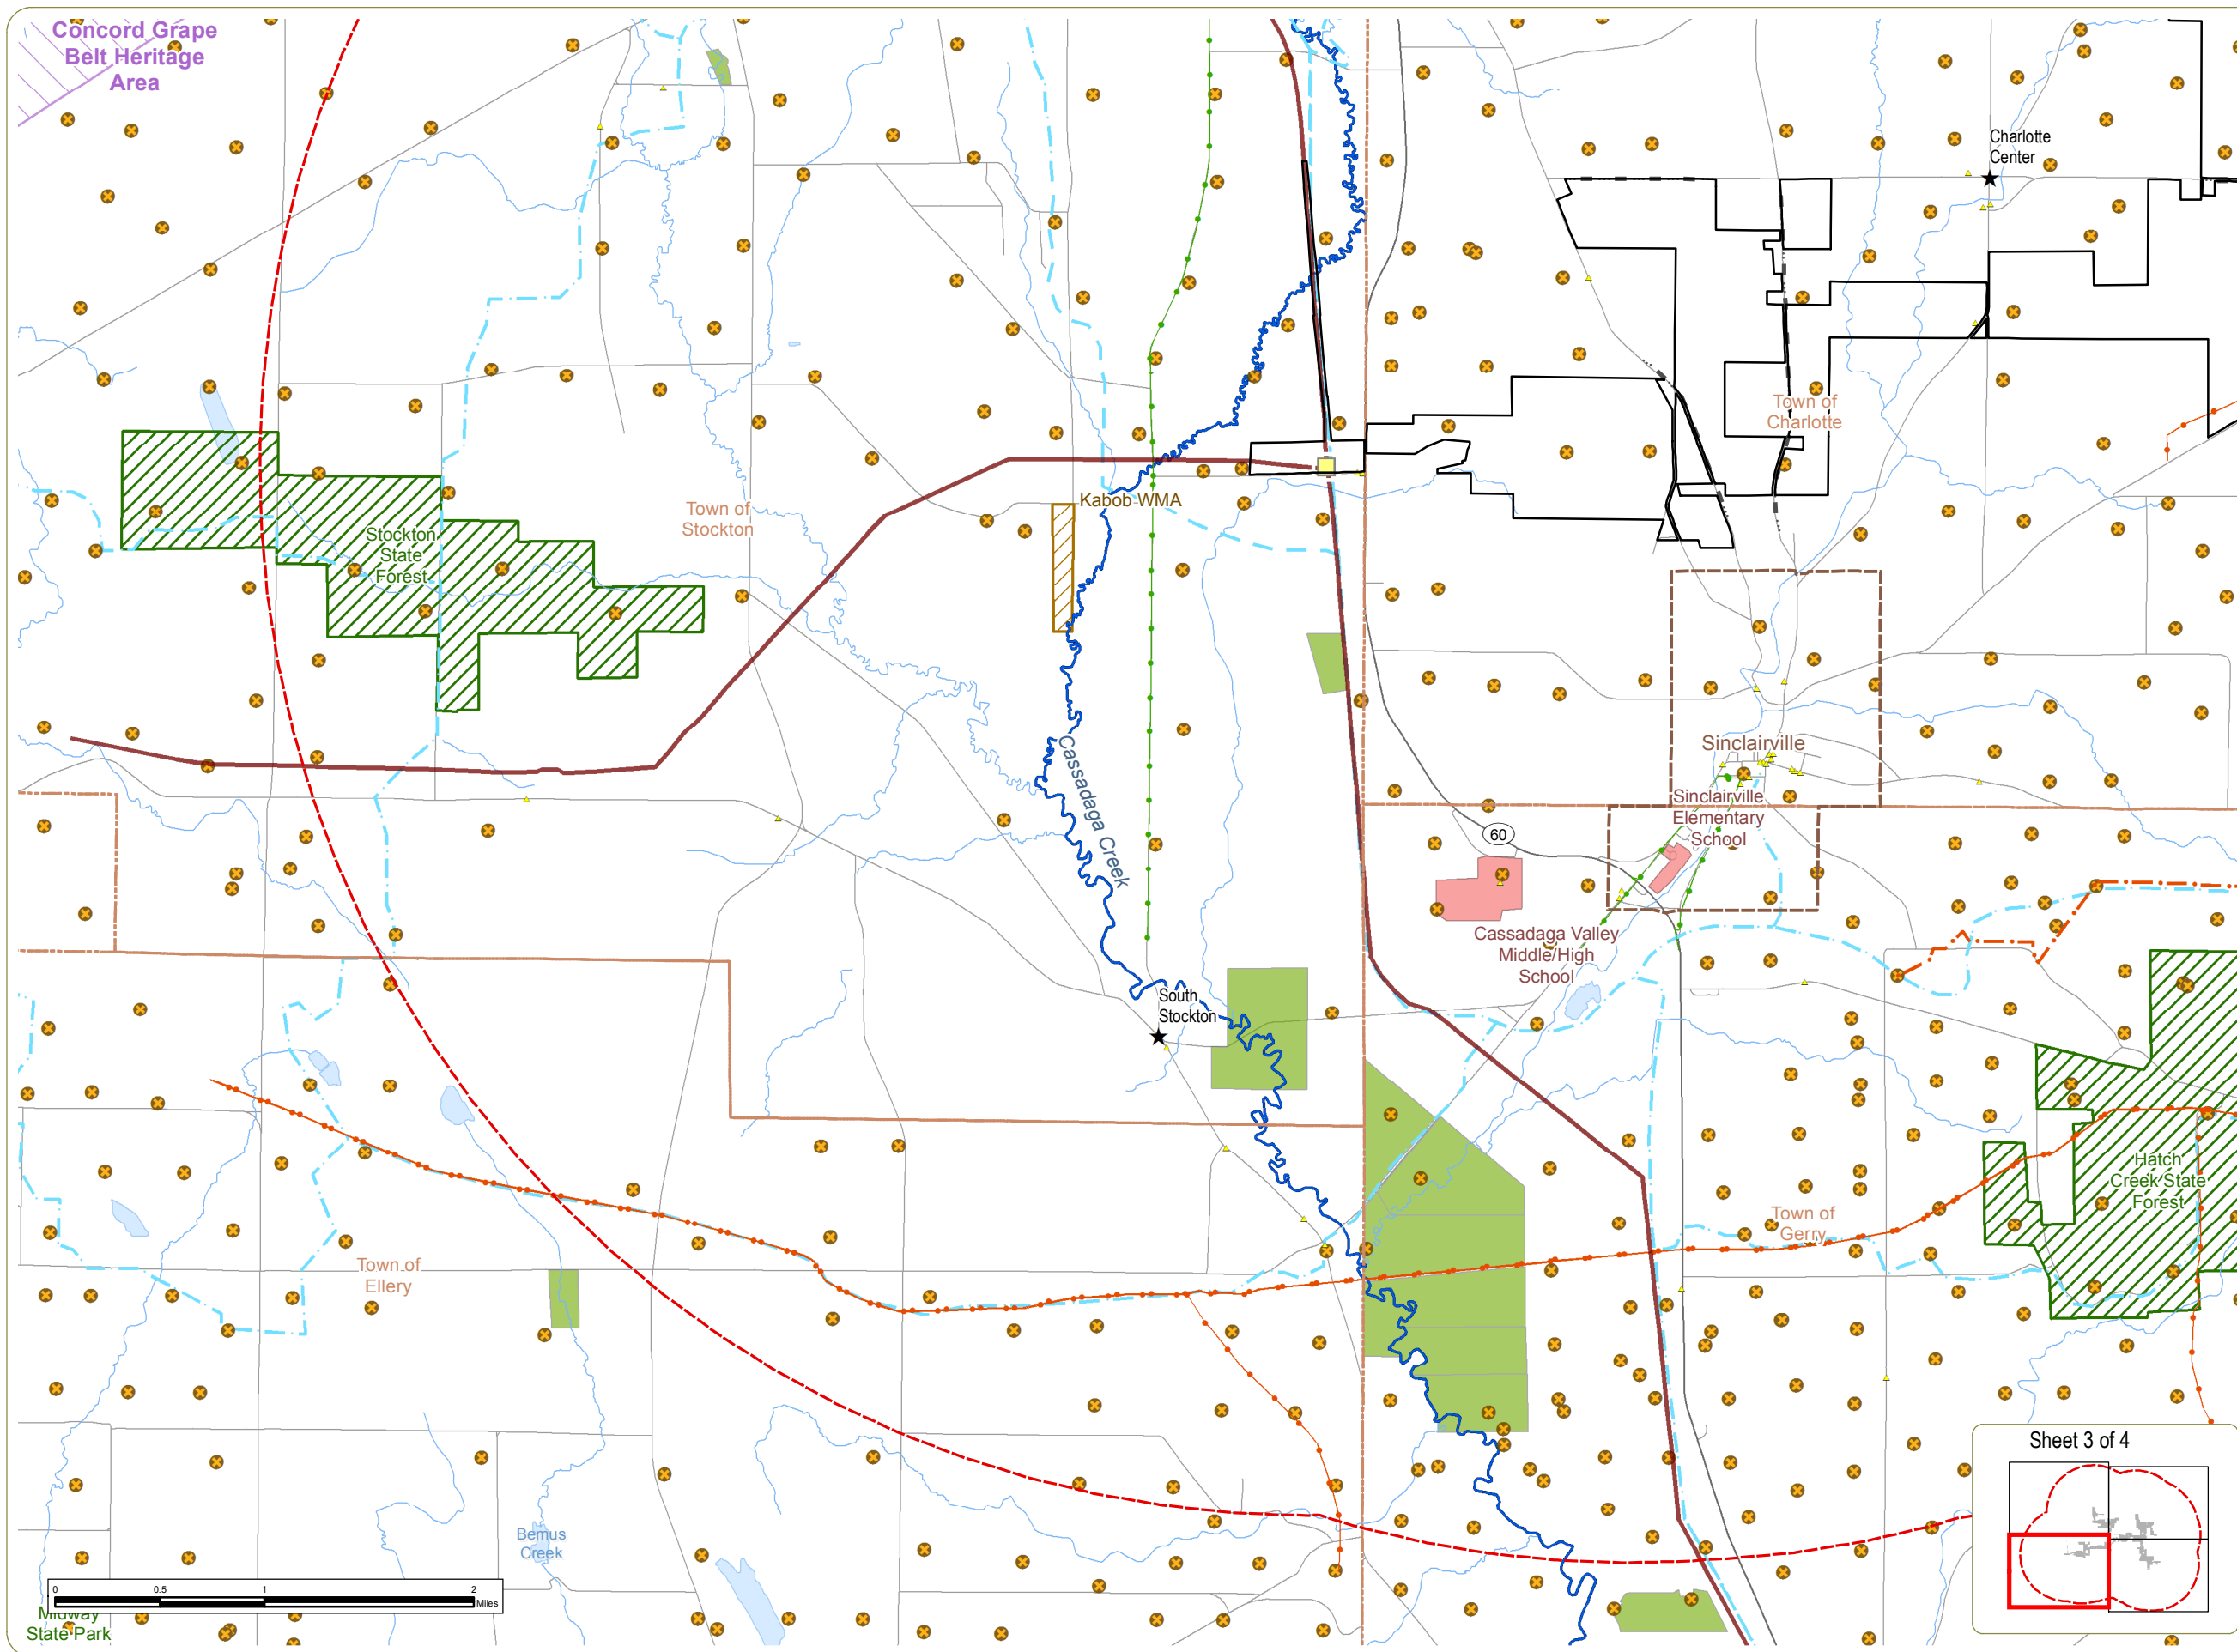 Concord Grape
Belt Heritage
Area
Charlotte
Center
Town of
Charlotte
Kabob WMA
Town of
Stockton
Stockton
State
Forest
Sinclairville
Sinclairville
Elementary
School
60
Cassadaga Creek
Cassadaga Valley
Middle/High
School
South
Stockton
Hatch
Creek State
Forest
Town of
Gerry
Town of
Ellery
Sheet 3 of 4
Bemus
Creek
0 0.5 1 2
Miles
Midway
State Park